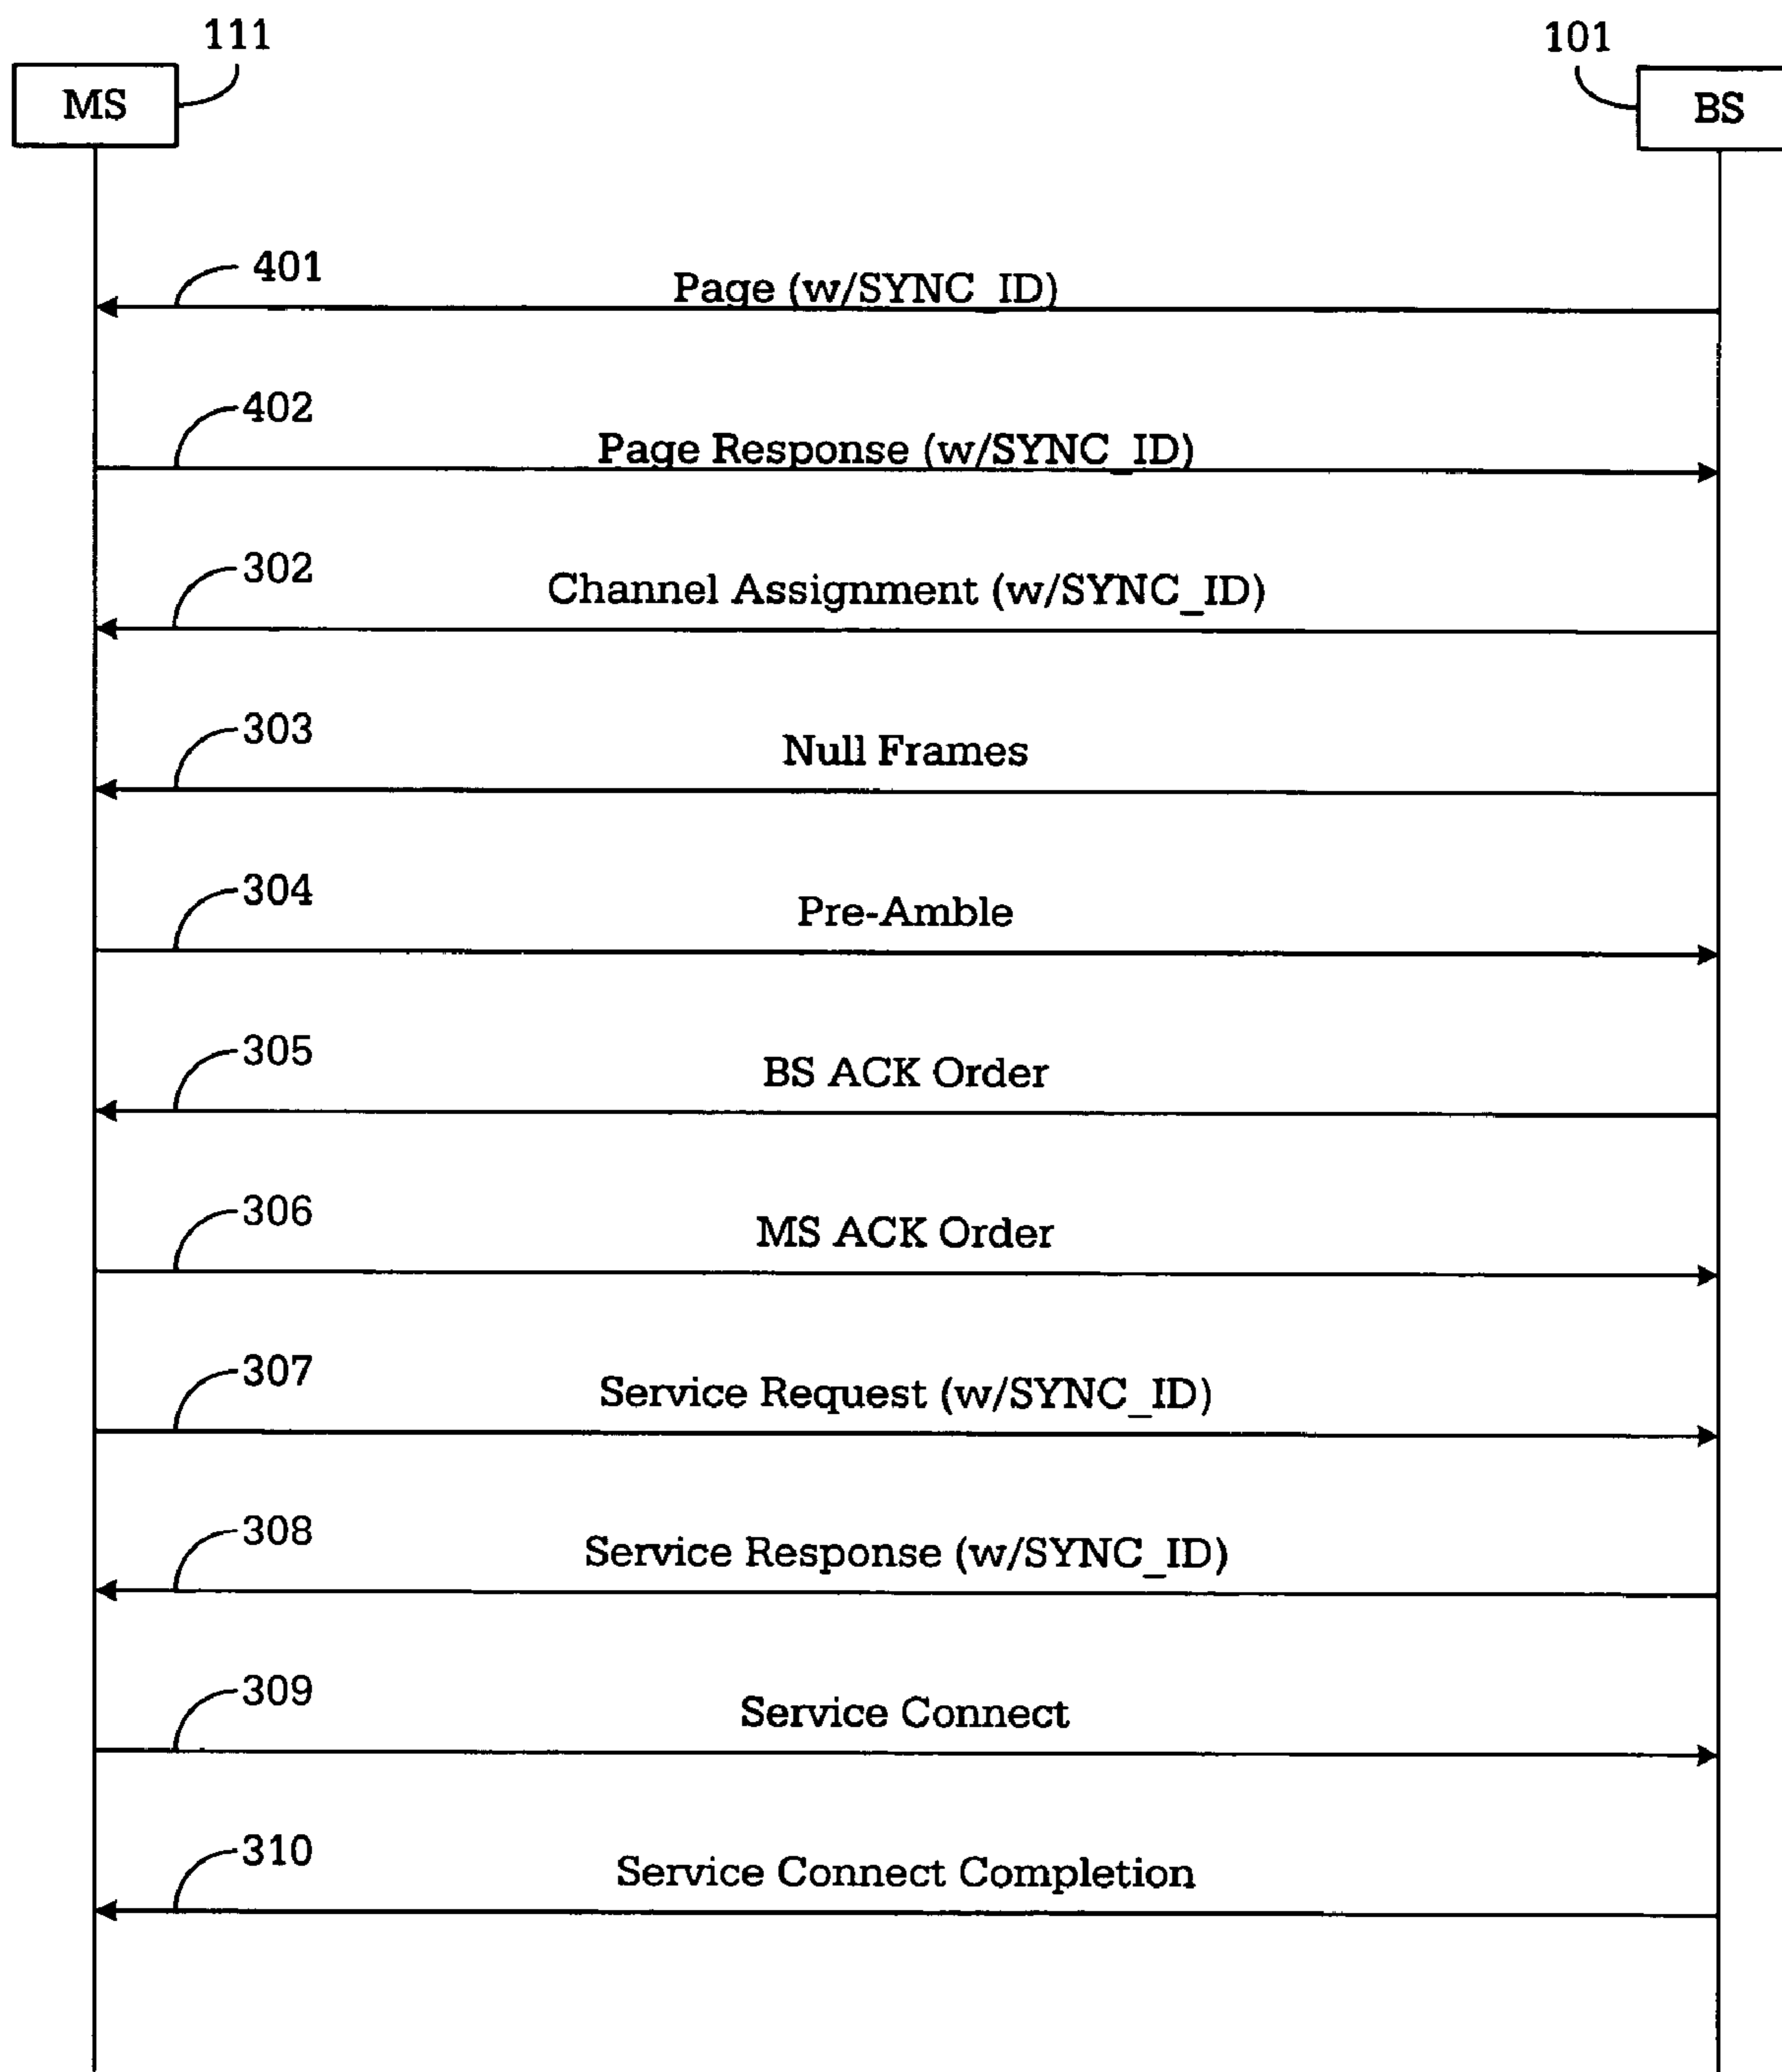 111
101
MS
BS
401
Page (w/SYNC_ID)
402
Page Response (w/SYNC_ID)
302
Channel Assignment (w/SYNC_ID)
303
Null Frames
304
Pre-Amble
305
BS ACK Order
306
MS ACK Order
307
Service Request (w/SYNC_ID)
308
Service Response (w/SYNC_ID)
309
Service Connect
310
Service Connect Completion